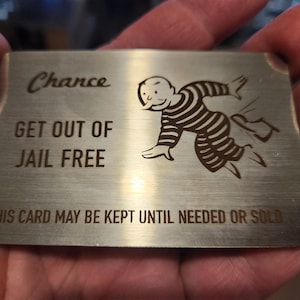 Chance
GET OUT OF
JAIL FREE
HIS CARD MAY BE KEPT UNTIL NEEDED OR SOLD